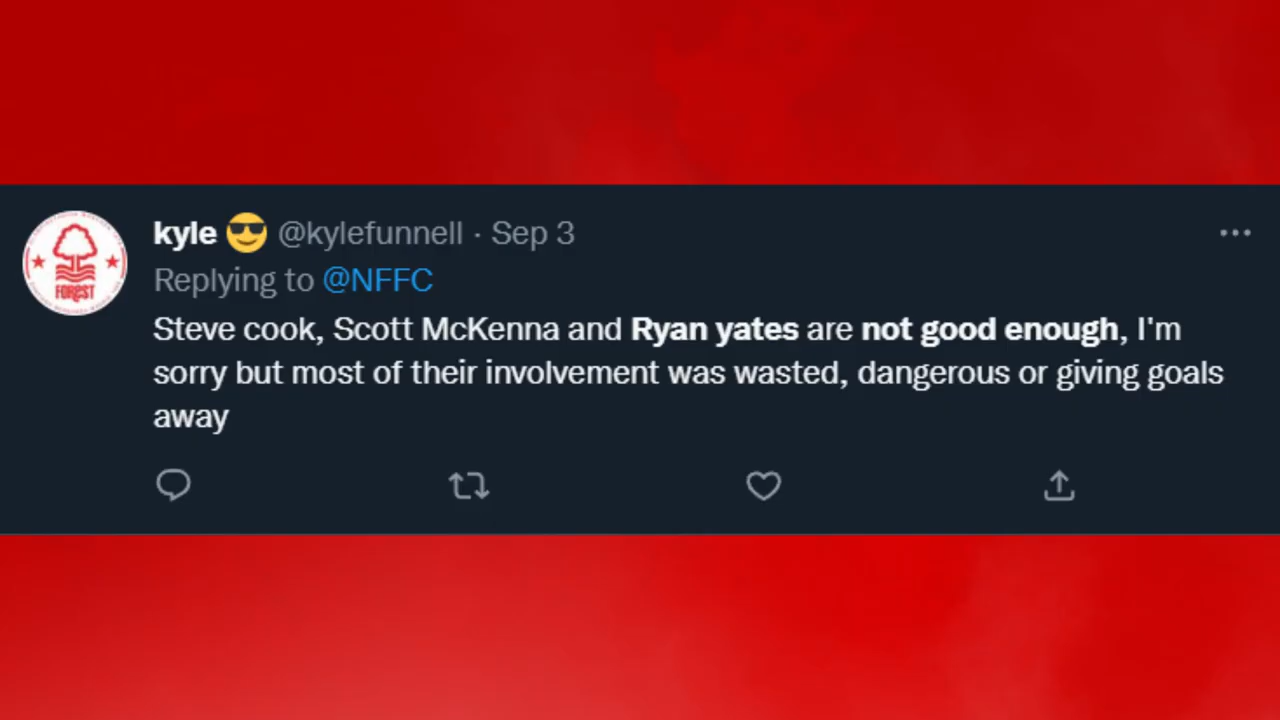 FOREST
kyle 😎 @kylefunnell · Sep 3
Replying to @NFFC
Steve cook, Scott McKenna and Ryan yates are not good enough, I'm
sorry but most of their involvement was wasted, dangerous or giving goals
away